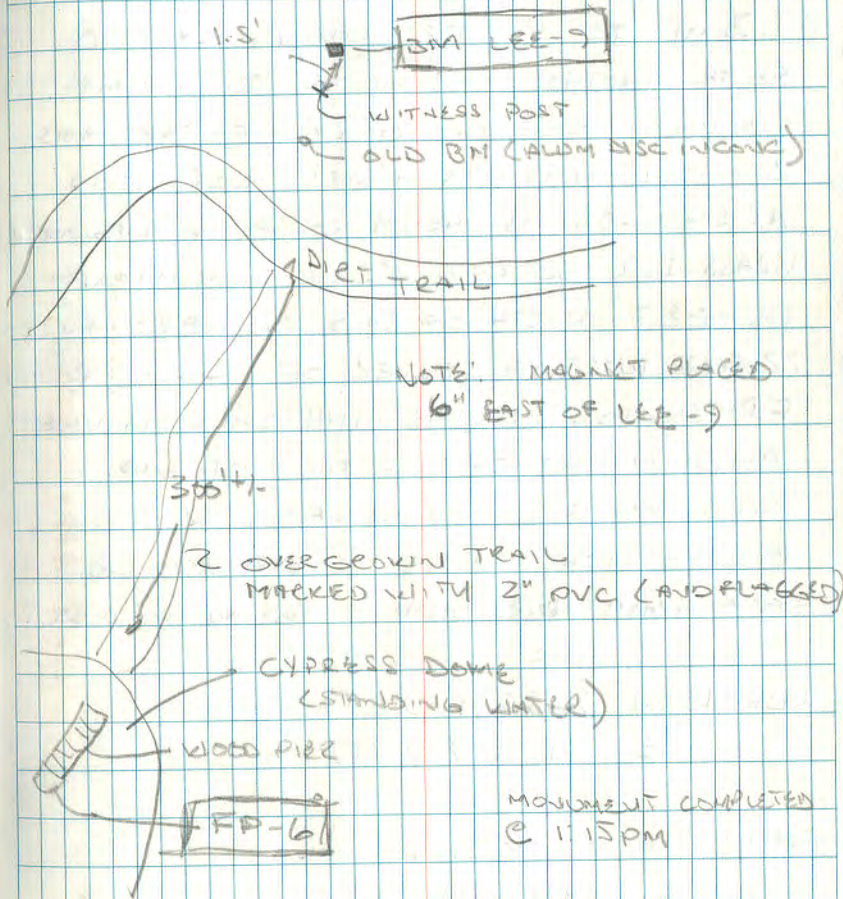 1.5'
BM LEE-9
WITNESS POST
OLD BM (ALUM DISC IN CONC)
DIRT TRAIL
NOTE: MAGNET PLACED
6" EAST OF LEE-9
300'+/-
OVERGROWN TRAIL
MARKED WITH 2" PVC (AND FLAGGED)
CYPRESS DOME
(STANDING WATER)
WOOD PIER
FP-6
MONUMENT COMPLETED
@ 1:15PM